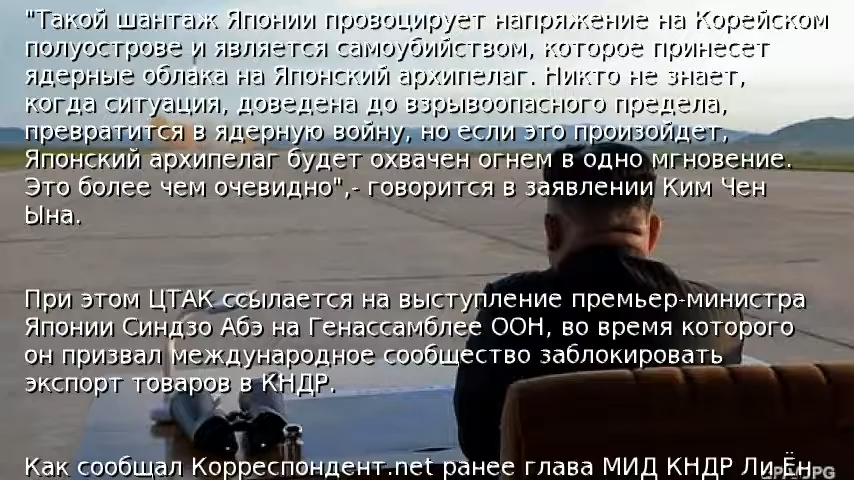 "Такой шантаж Японии провоцирует напряжение на Корейском
полуострове и является самоубийством, которое принесет
ядерные облака на Японский архипелаг. Никто не знает,
когда ситуация, доведена до взрывоопасного предела,
превратится в ядерную войну, но если это произойдет,
Японский архипелаг будет охвачен огнем в одно мгновение.
Это более чем очевидно",- говорится в заявлении Ким Чен
Ына.
При этом ЦТАК ссылается на выступление премьер-министра
Японии Синдзо Абэ на Генассамблее ООН, во время которого
он призвал международное сообщество заблокировать
экспорт товаров в КНДР.
Как сообщал Корреспондент.net ранее глава МИД КНДР Ли Ён